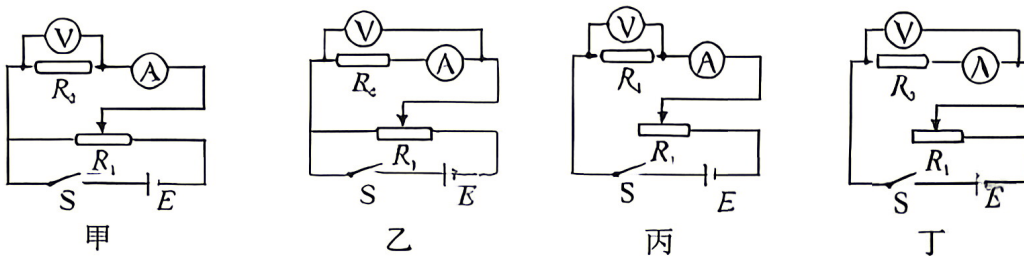 V V V V
A A A A
R₁ R₁ R₁ R₁
S E S E S E S E
甲 乙 丙 丁